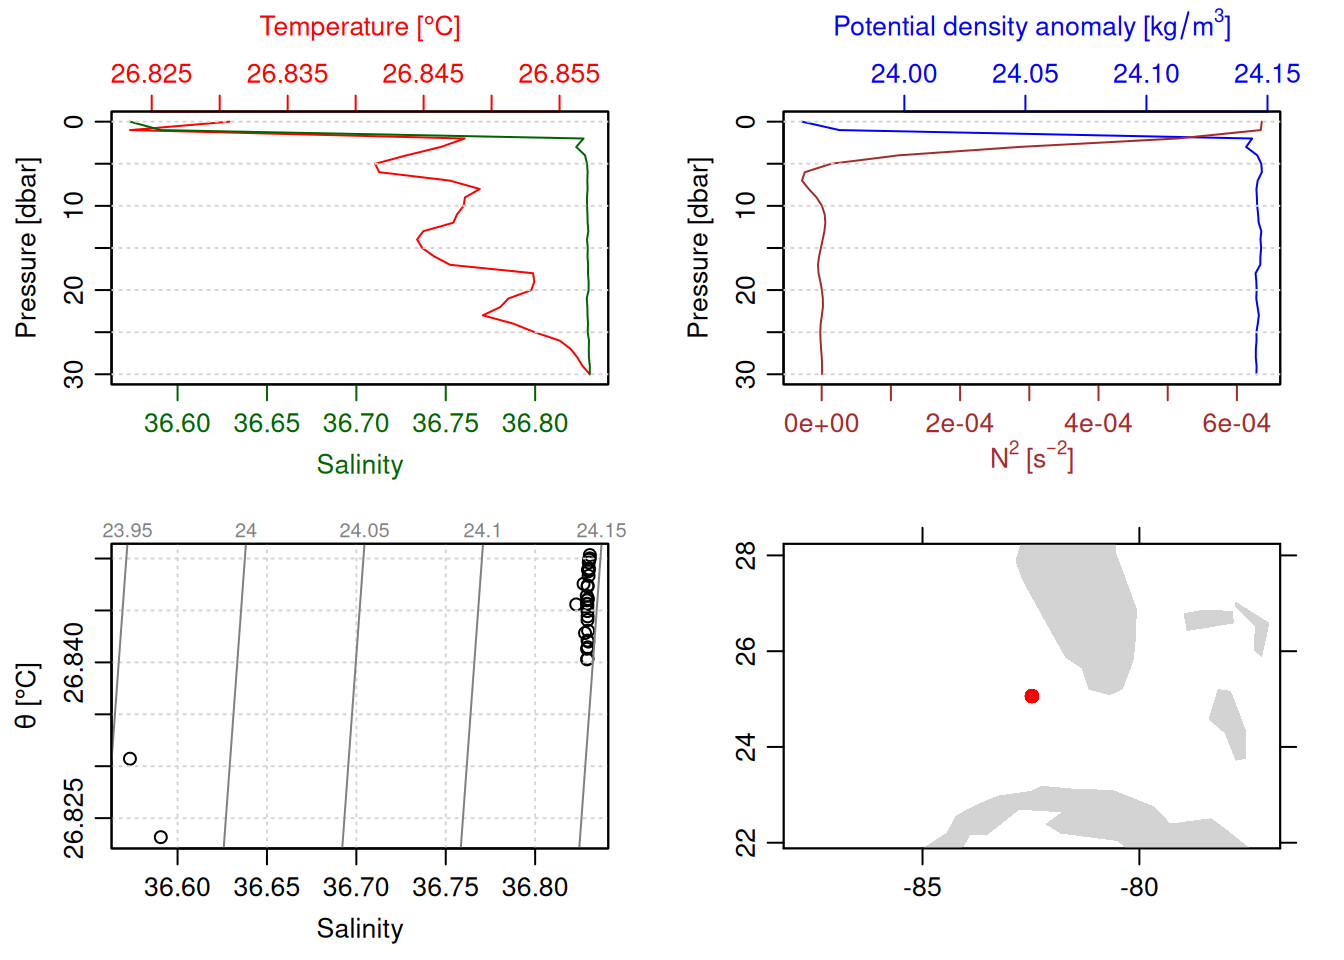 Temperature [°C]
26.825 26.835 26.845 26.855
Pressure [dbar]
0
10
20
30
36.60 36.65 36.70 36.75 36.80
Salinity
Potential density anomaly [kg/m³]
24.00 24.05 24.10 24.15
Pressure [dbar]
0
10
20
30
0e+00 2e-04 4e-04 6e-04
N² [s⁻²]
23.95 24 24.05 24.1 24.15
θ [°C]
26.840
26.825
36.60 36.65 36.70 36.75 36.80
Salinity
28
26
24
22
-85 -80